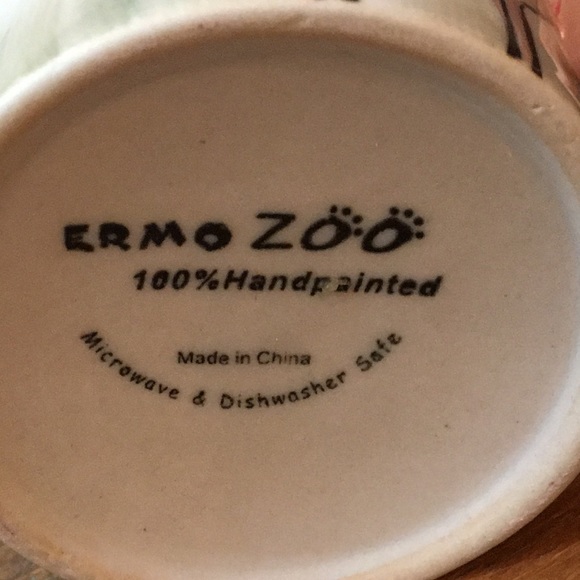 ERMO ZOO
100%Handpainted
Made in China
Microwave & Dishwasher Safe